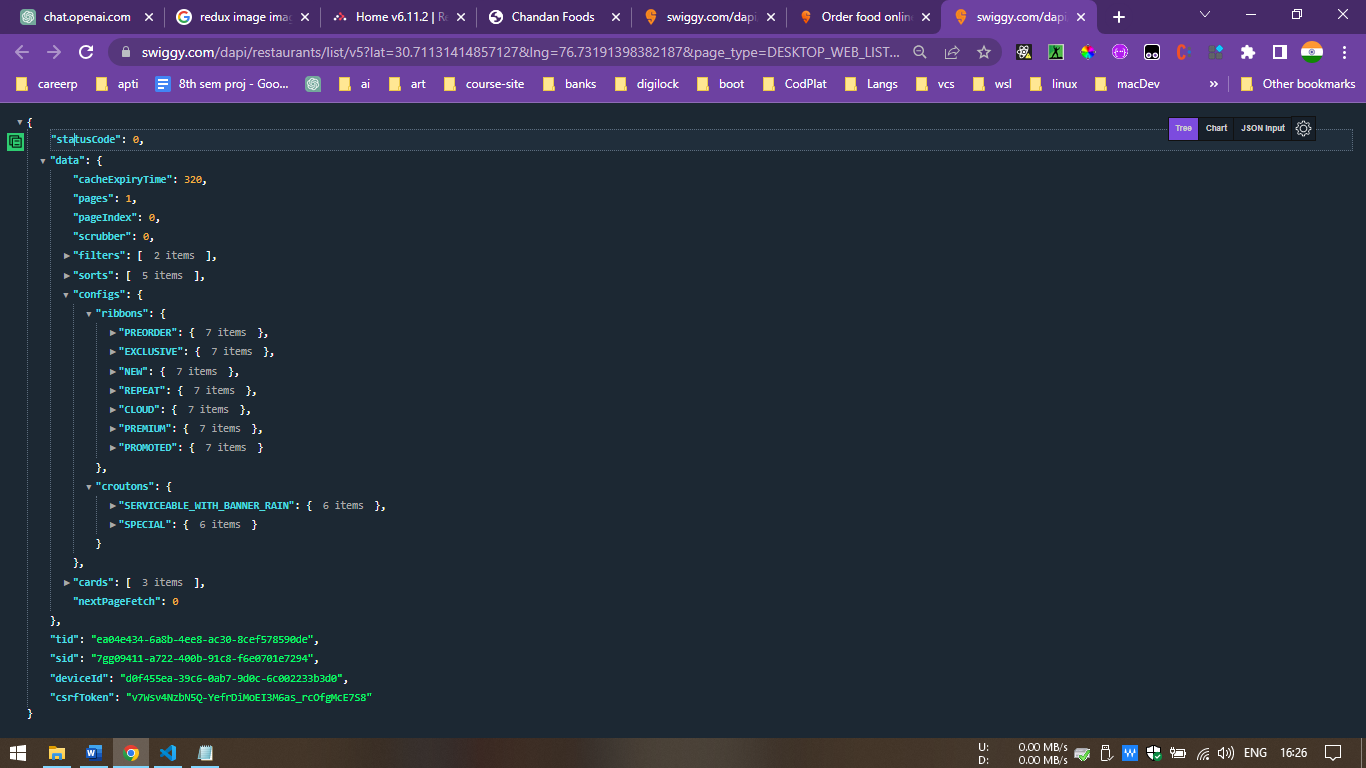 chat.openai.com
redux image imag
Home v6.11.2 | Re
Chandan Foods
swiggy.com/dapi
Order food online
swiggy.com/dapi
swiggy.com/dapi/restaurants/list/v5?lat=30.71131414857127&lng=76.73191398382187&page_type=DESKTOP_WEB_LIST...
careerp
apti
8th sem proj - Goo...
ai
art
course-site
banks
digilock
boot
CodPlat
Langs
vcs
wsl
linux
macDev
»
Other bookmarks
Tree
Chart
JSON Input
{
"statusCode": 0,
"data": {
"cacheExpiryTime": 320,
"pages": 1,
"pageIndex": 0,
"scrubber": 0,
"filters": [ 2 items ],
"sorts": [ 5 items ],
"configs": {
"ribbons": {
"PREORDER": { 7 items },
"EXCLUSIVE": { 7 items },
"NEW": { 7 items },
"REPEAT": { 7 items },
"CLOUD": { 7 items },
"PREMIUM": { 7 items },
"PROMOTED": { 7 items }
},
"croutons": {
"SERVICEABLE_WITH_BANNER_RAIN": { 6 items },
"SPECIAL": { 6 items }
}
},
"cards": [ 3 items ],
"nextPageFetch": 0
},
"tid": "ea04e434-6a8b-4ee8-ac30-8cef578590de",
"sid": "7gg09411-a722-400b-91c8-f6e0701e7294",
"deviceId": "d0f455ea-39c6-0ab7-9d0c-6c002233b3d0",
"csrfToken": "v7Wsv4NzbN5Q-YefrDiMoEI3M6as_rcOfgMcE7S8"
}
U: 0.00 MB/s
D: 0.00 MB/s
ENG
16:26